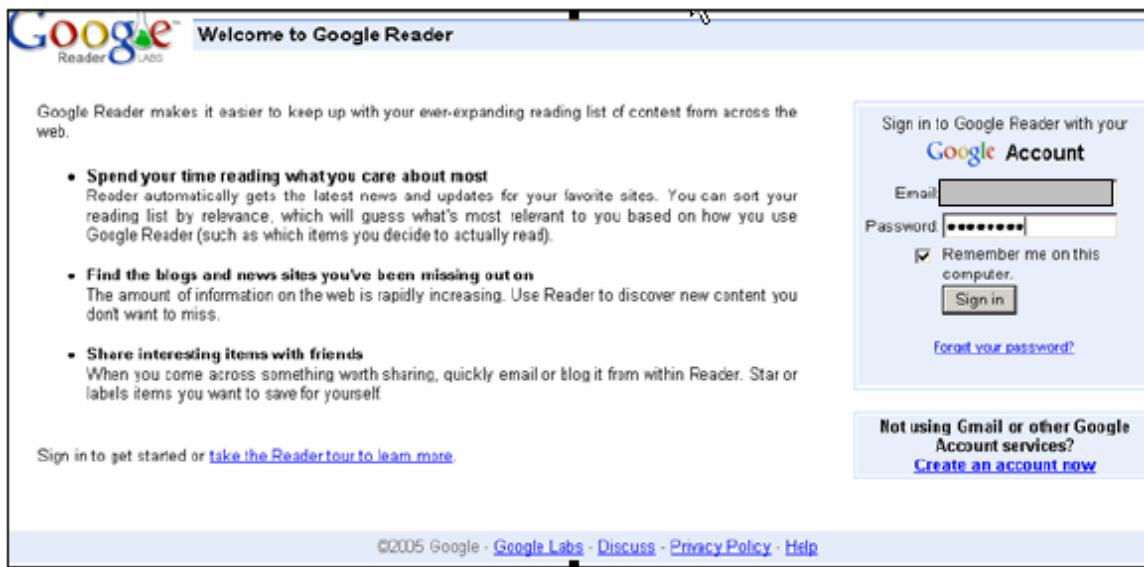 Google
Reader LABS
Welcome to Google Reader
Google Reader makes it easier to keep up with your ever-expanding reading list of content from across the
web.
• Spend your time reading what you care about most
Reader automatically gets the latest news and updates for your favorite sites. You can sort your
reading list by relevance, which will guess what's most relevant to you based on how you use
Google Reader (such as which items you decide to actually read).
• Find the blogs and news sites you've been missing out on
The amount of information on the web is rapidly increasing. Use Reader to discover new content you
don't want to miss.
• Share interesting items with friends
When you come across something worth sharing, quickly email or blog it from within Reader. Star or
labels items you want to save for yourself.
Sign in to get started or take the Reader tour to learn more.
Sign in to Google Reader with your
Google Account
Email:
Password: ••••••••
Remember me on this
computer.
Sign in
Forgot your password?
Not using Gmail or other Google
Account services?
Create an account now
©2005 Google - Google Labs - Discuss - Privacy Policy - Help